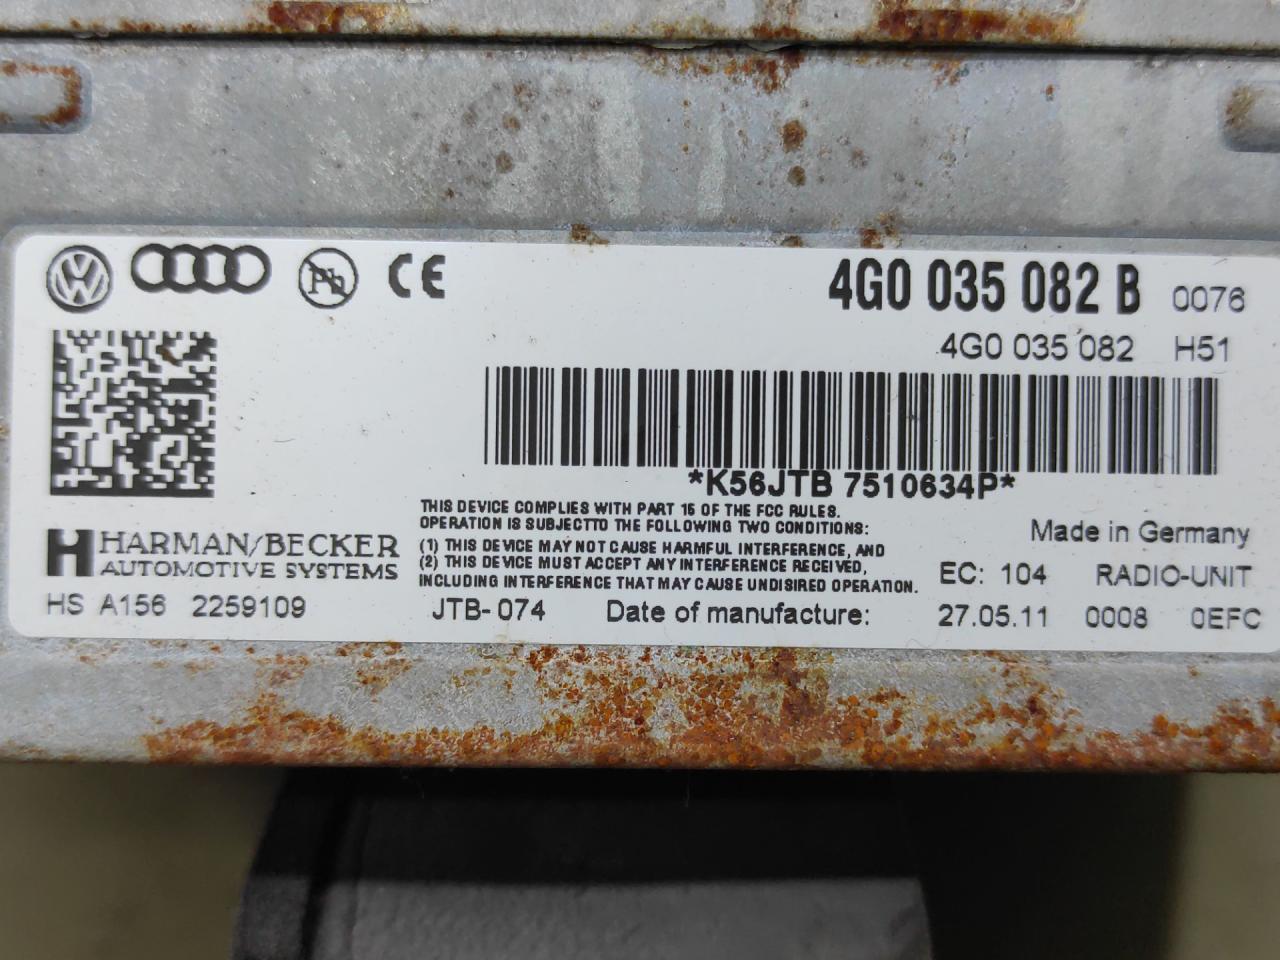 Pb CE
4G0 035 082 B 0076
4G0 035 082 H51
*K56JTB 7510634P*
THIS DEVICE COMPLIES WITH PART 15 OF THE FCC RULES.
OPERATION IS SUBJECTTO THE FOLLOWING TWO CONDITIONS:
(1) THIS DEVICE MAY NOT CAUSE HARMFUL INTERFERENCE, AND
(2) THIS DEVICE MUST ACCEPT ANY INTERFERENCE RECEIVED,
INCLUDING INTERFERENCE THAT MAY CAUSE UNDISIRED OPERATION.
Made in Germany
HARMAN/BECKER
AUTOMOTIVE SYSTEMS
EC: 104 RADIO-UNIT
HS A156 2259109 JTB-074 Date of manufacture: 27.05.11 0008 0EFC